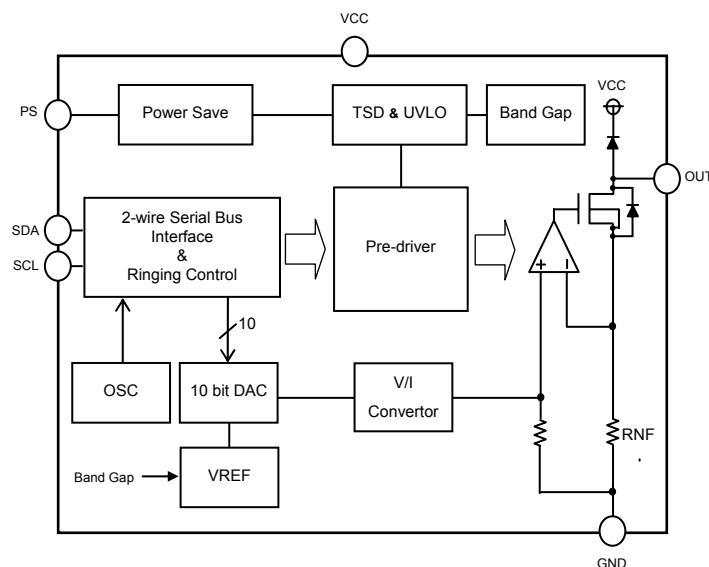 VCC
VCC
PS
Power Save
TSD & UVLO
Band Gap
OUT
SDA
SCL
2-wire Serial Bus
Interface
&
Ringing Control
Pre-driver
+
−
10
OSC
10 bit DAC
V/I
Convertor
RNF
Band Gap
VREF
GND